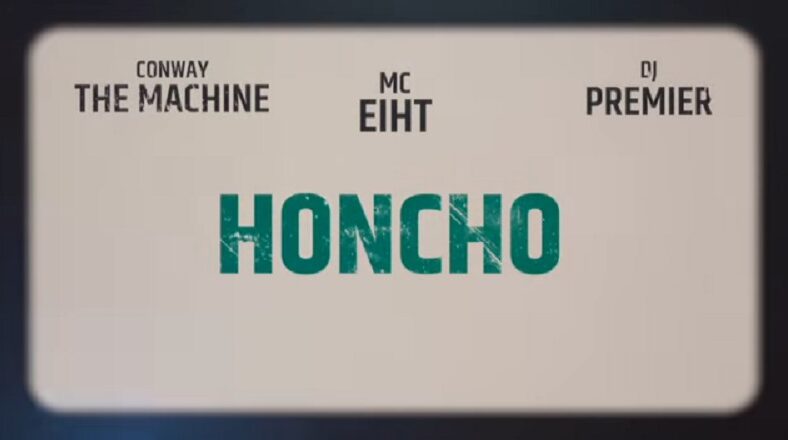 CONWAY
THE MACHINE
MC
EIHT
DJ
PREMIER
HONCHO